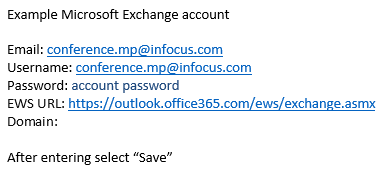 Example Microsoft Exchange account
Email: conference.mp@infocus.com
Username: conference.mp@infocus.com
Password: account password
EWS URL: https://outlook.office365.com/ews/exchange.asmx
Domain:
After entering select “Save”